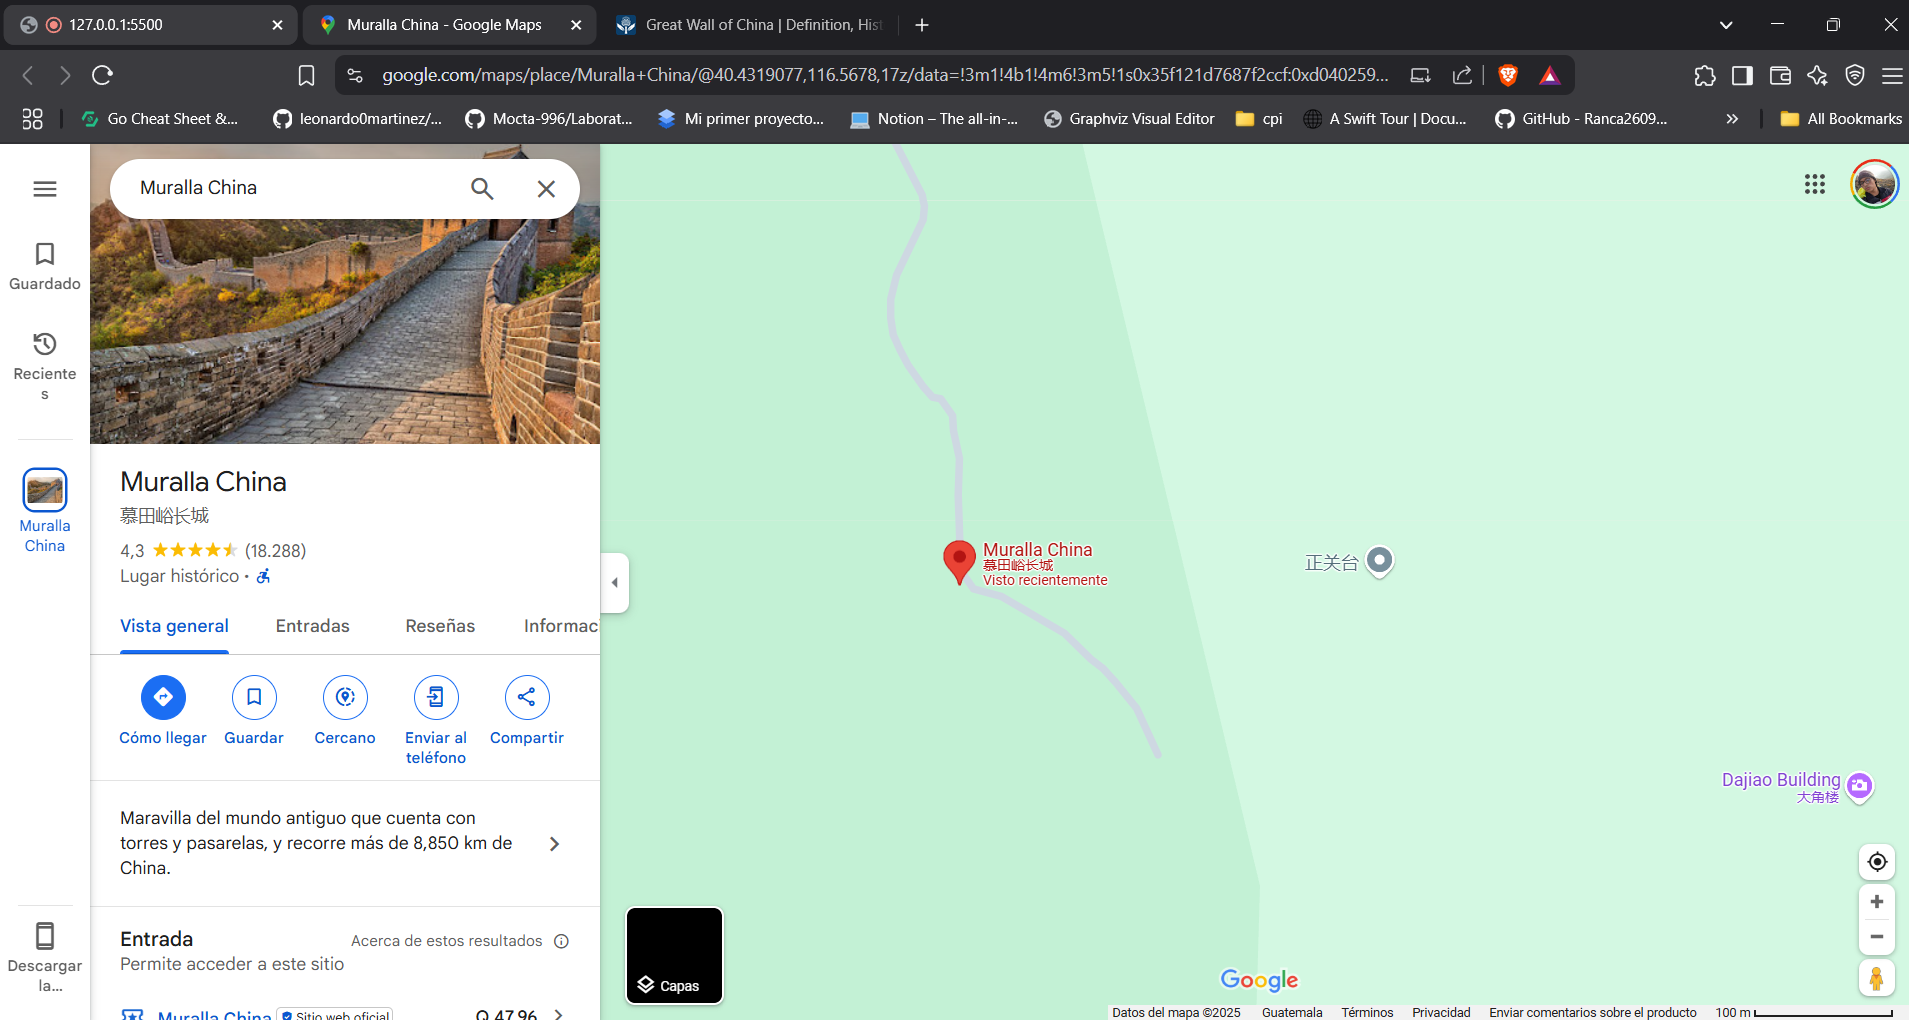 127.0.0.1:5500
Muralla China - Google Maps
Great Wall of China | Definition, His
google.com/maps/place/Muralla+China/@40.4319077,116.5678,17z/data=!3m1!4b1!4m6!3m5!1s0x35f121d7687f2ccf:0xd040259...
Go Cheat Sheet &...
leonardo0martinez/...
Mocta-996/Laborat...
Mi primer proyecto...
Notion – The all-in-...
Graphviz Visual Editor
cpi
A Swift Tour | Docu...
GitHub - Ranca2609...
»
All Bookmarks
Guardado
Reciente
s
Muralla
China
Descargar
la...
Muralla China
Muralla China
慕田峪长城
4,3 (18.288)
Lugar histórico ·
Vista general
Entradas
Reseñas
Informac
Cómo llegar
Guardar
Cercano
Enviar al
teléfono
Compartir
Maravilla del mundo antiguo que cuenta con
torres y pasarelas, y recorre más de 8,850 km de
China.
Entrada
Acerca de estos resultados
Permite acceder a este sitio
Muralla China
Sitio web oficial
Q 47.96
Muralla China
慕田峪长城
Visto recientemente
正关台
Dajiao Building
大角楼
Capas
Google
Datos del mapa ©2025
Guatemala
Términos
Privacidad
Enviar comentarios sobre el producto
100 m